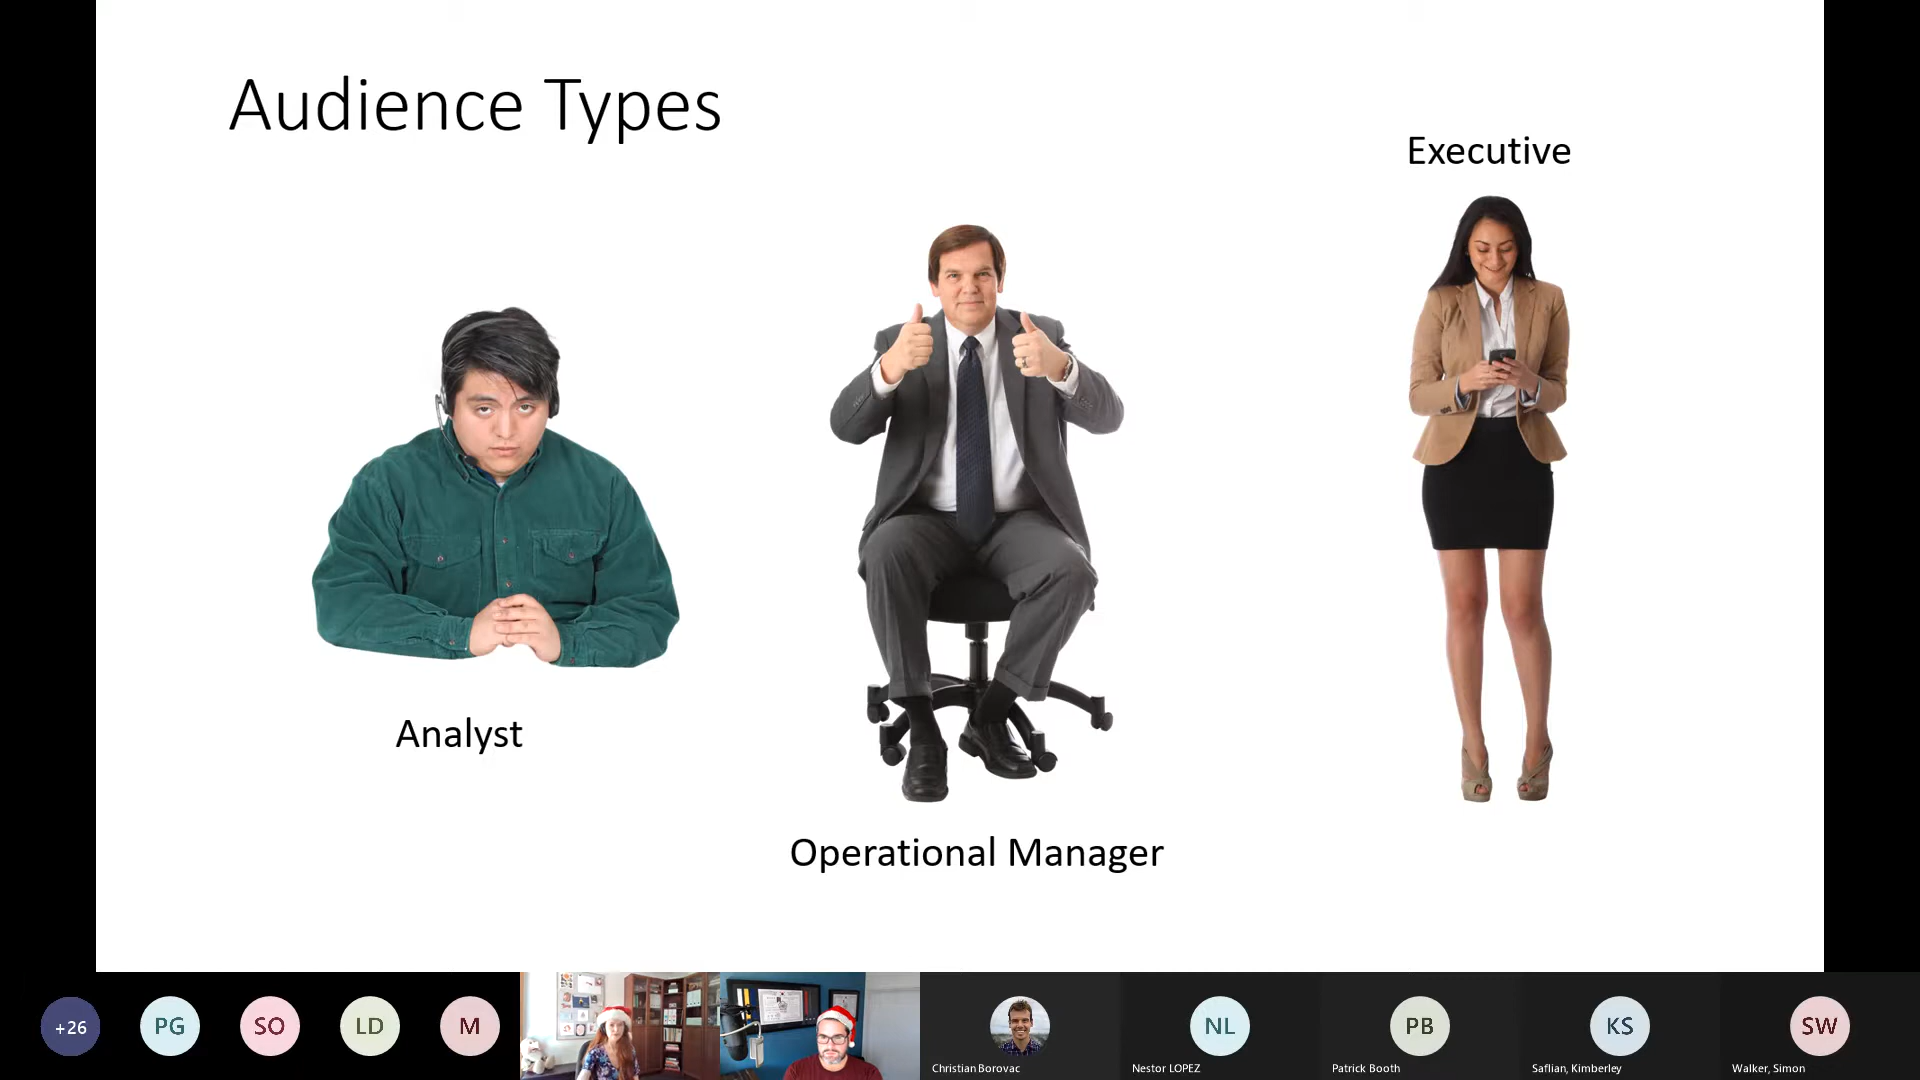 Audience Types
Executive
Analyst
Operational Manager
+26
PG
SO
LD
M
NL
PB
KS
SW
Christian Borovac
Nestor LOPEZ
Patrick Booth
Saflian, Kimberley
Walker, Simon